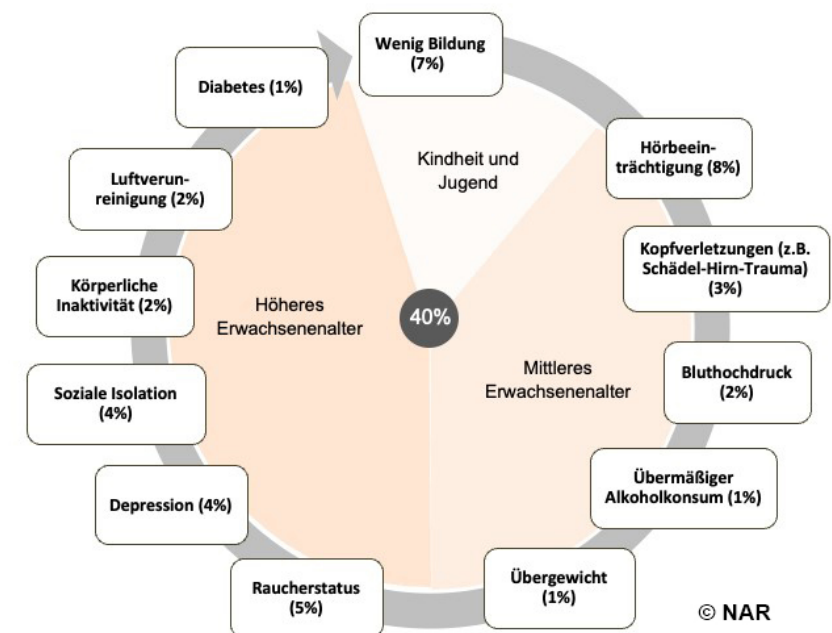 Wenig Bildung
(7%)
Kindheit und
Jugend
Hörbeein-
trächtigung (8%)
Kopfverletzungen (z.B.
Schädel-Hirn-Trauma)
(3%)
Bluthochdruck
(2%)
Mittleres
Erwachsenenalter
Übermäßiger
Alkoholkonsum (1%)
Übergewicht
(1%)
Raucherstatus
(5%)
Depression (4%)
Soziale Isolation
(4%)
Körperliche
Inaktivität (2%)
Luftverun-
reinigung (2%)
Diabetes (1%)
Höheres
Erwachsenenalter
40%
© NAR